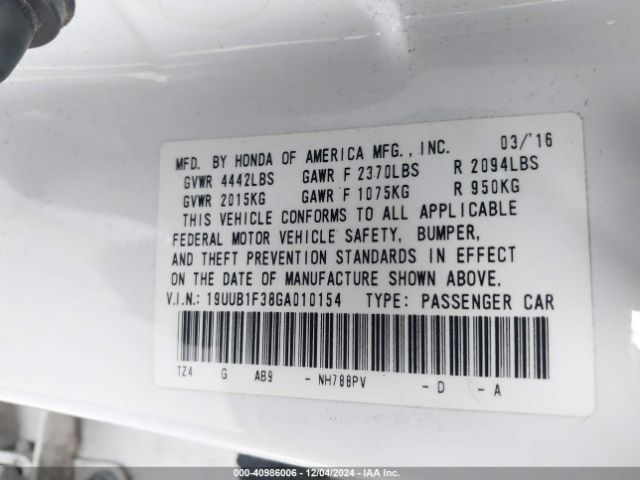 MFD. BY HONDA OF AMERICA MFG., INC. 03/'16
GVWR 4442LBS GAWR F 2370LBS R 2094LBS
GVWR 2015KG GAWR F 1075KG R 950KG
THIS VEHICLE CONFORMS TO ALL APPLICABLE
FEDERAL MOTOR VEHICLE SAFETY, BUMPER,
AND THEFT PREVENTION STANDARDS IN EFFECT
ON THE DATE OF MANUFACTURE SHOWN ABOVE.
V.I.N.: 19UUB1F38GA010154 TYPE: PASSENGER CAR
TZ4 G AB9 - NH788PV - D - A
000-40986006 - 12/04/2024 - IAA Inc.